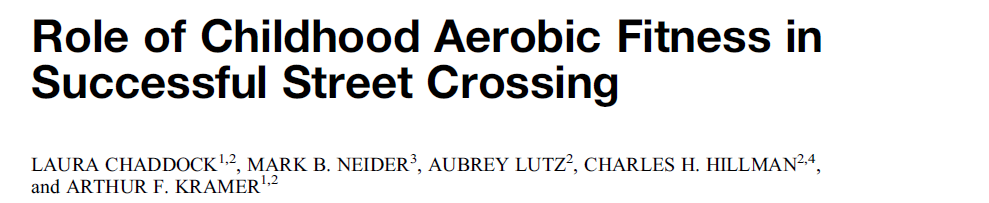 Role of Childhood Aerobic Fitness in
Successful Street Crossing
LAURA CHADDOCK1,2, MARK B. NEIDER3, AUBREY LUTZ2, CHARLES H. HILLMAN2,4,
and ARTHUR F. KRAMER1,2